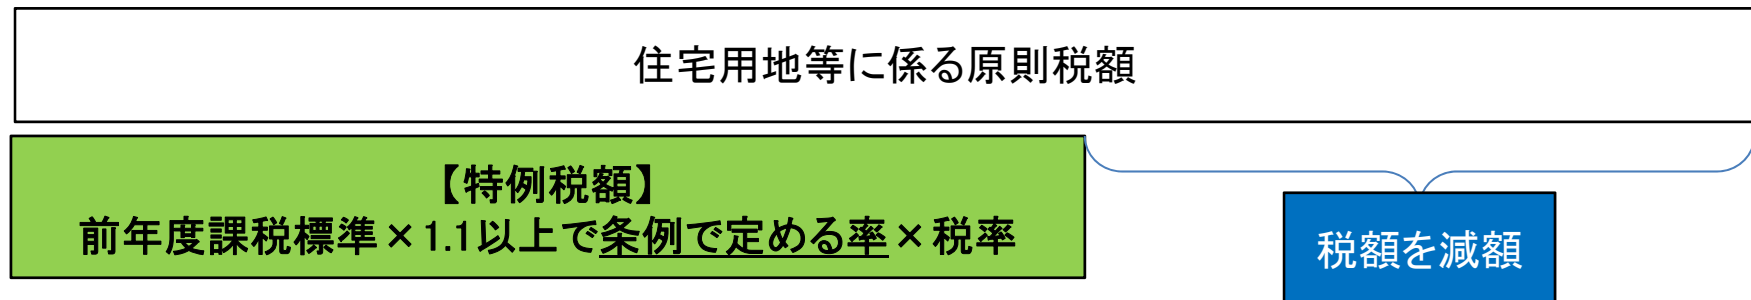 住宅用地等に係る原則税額
【特例税額】
前年度課税標準×1.1以上で条例で定める率×税率
税額を減額